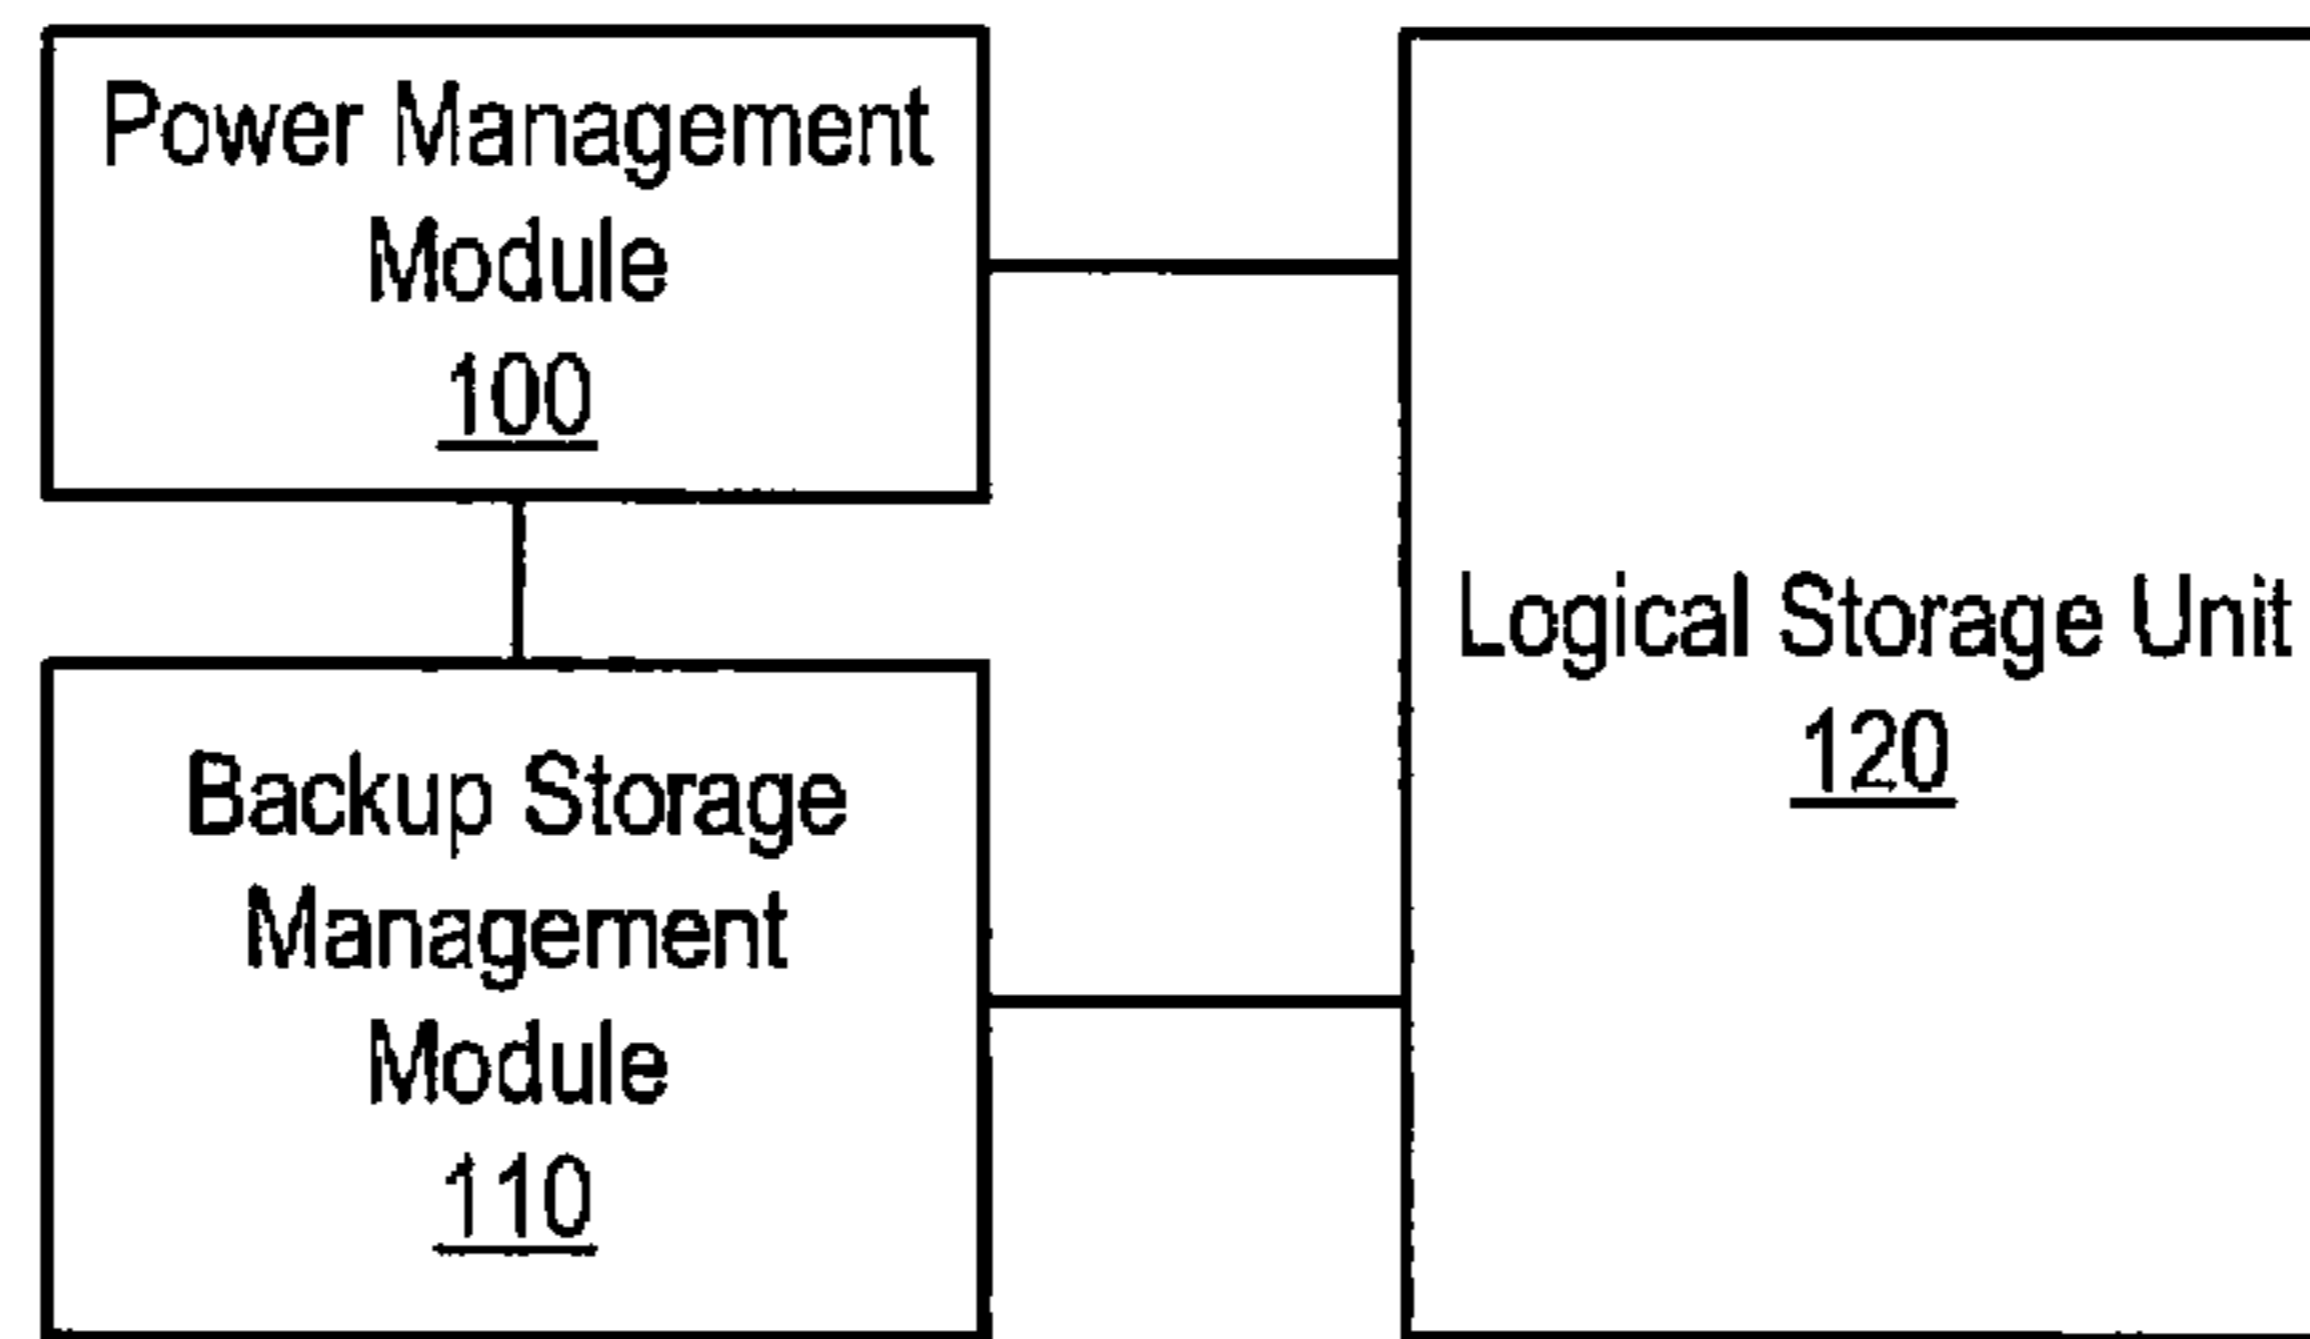 Power Management
Module
100
Backup Storage
Management
Module
110
Logical Storage Unit
120